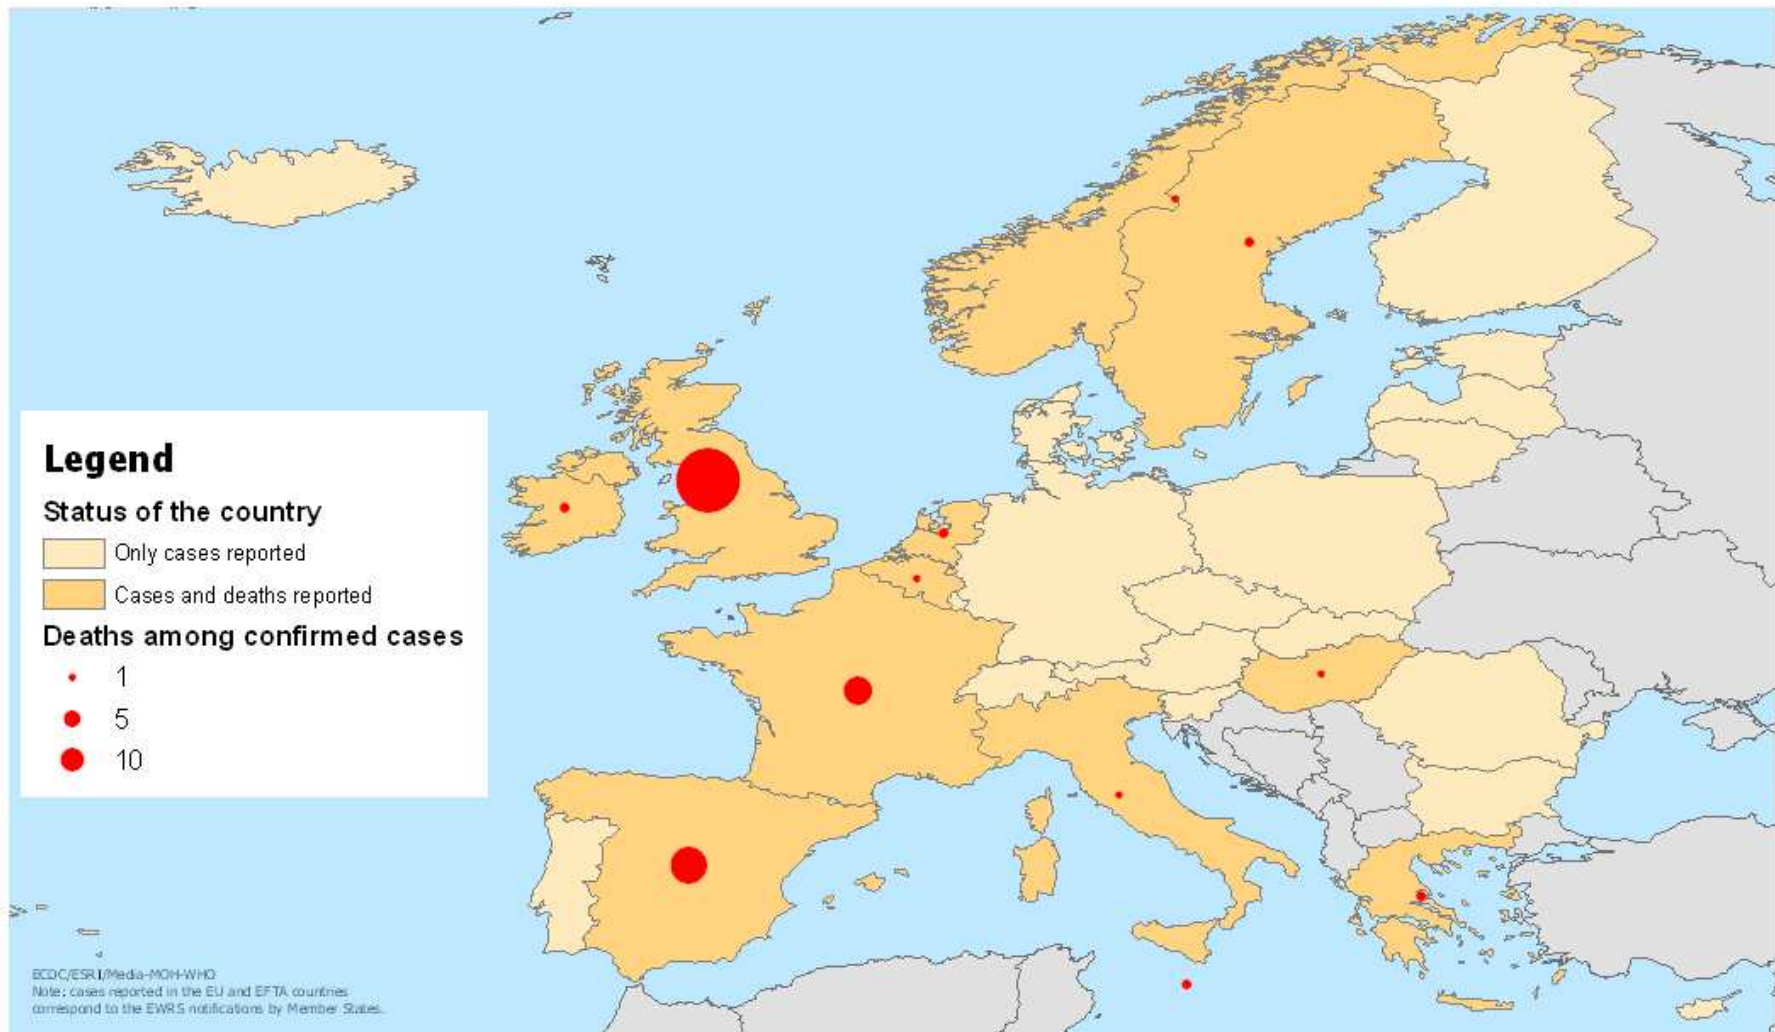 Legend
Status of the country
Only cases reported
Cases and deaths reported
Deaths among confirmed cases
1
5
10
ECDC/ESRI/Media-MOH-WHO
Note: cases reported in the EU and EFTA countries
correspond to the EWRS notifications by Member States.